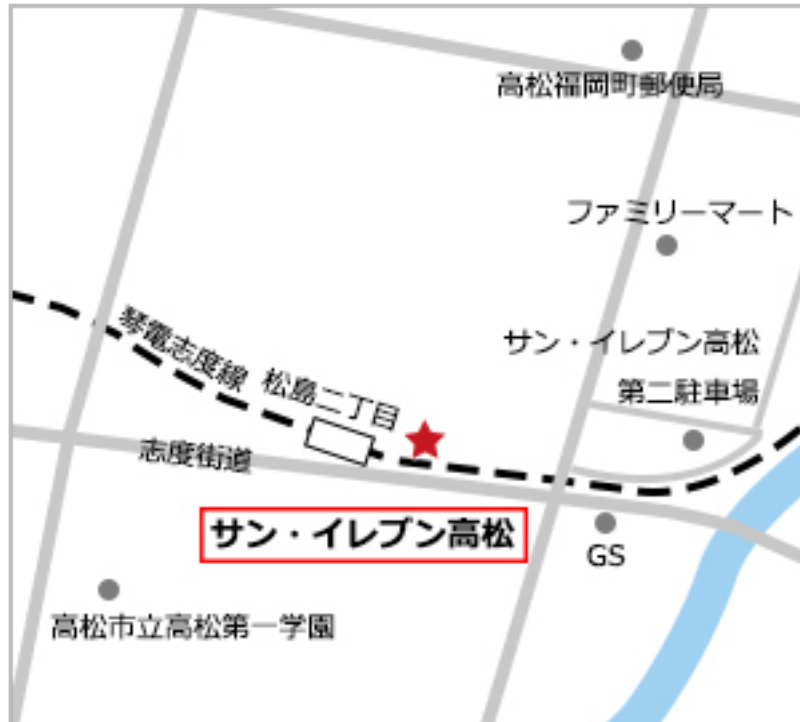 高松福岡町郵便局
ファミリーマート
サン・イレブン高松
第二駐車場
琴電志度線
松島二丁目
志度街道
サン・イレブン高松
GS
高松市立高松第一学園